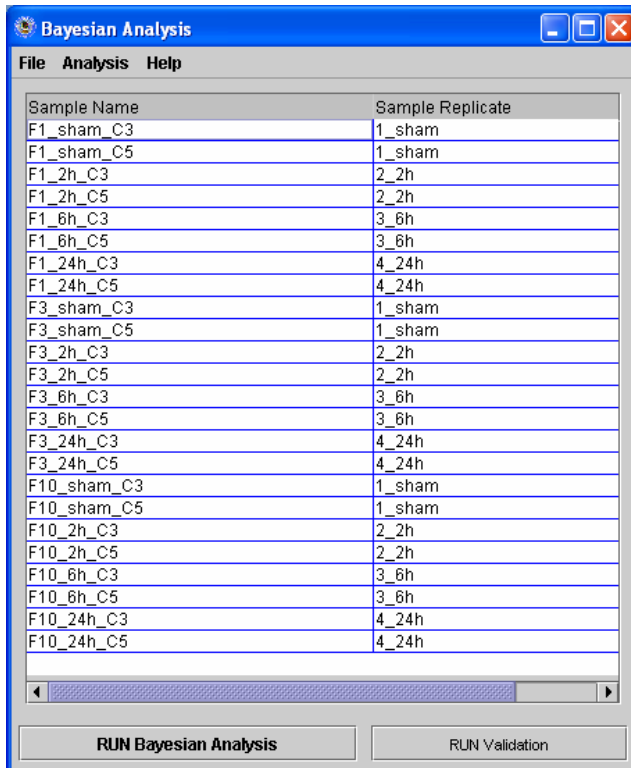 Bayesian Analysis
File Analysis Help
Sample Name Sample Replicate
F1_sham_C3 1_sham
F1_sham_C5 1_sham
F1_2h_C3 2_2h
F1_2h_C5 2_2h
F1_6h_C3 3_6h
F1_6h_C5 3_6h
F1_24h_C3 4_24h
F1_24h_C5 4_24h
F3_sham_C3 1_sham
F3_sham_C5 1_sham
F3_2h_C3 2_2h
F3_2h_C5 2_2h
F3_6h_C3 3_6h
F3_6h_C5 3_6h
F3_24h_C3 4_24h
F3_24h_C5 4_24h
F10_sham_C3 1_sham
F10_sham_C5 1_sham
F10_2h_C3 2_2h
F10_2h_C5 2_2h
F10_6h_C3 3_6h
F10_6h_C5 3_6h
F10_24h_C3 4_24h
F10_24h_C5 4_24h
RUN Bayesian Analysis RUN Validation